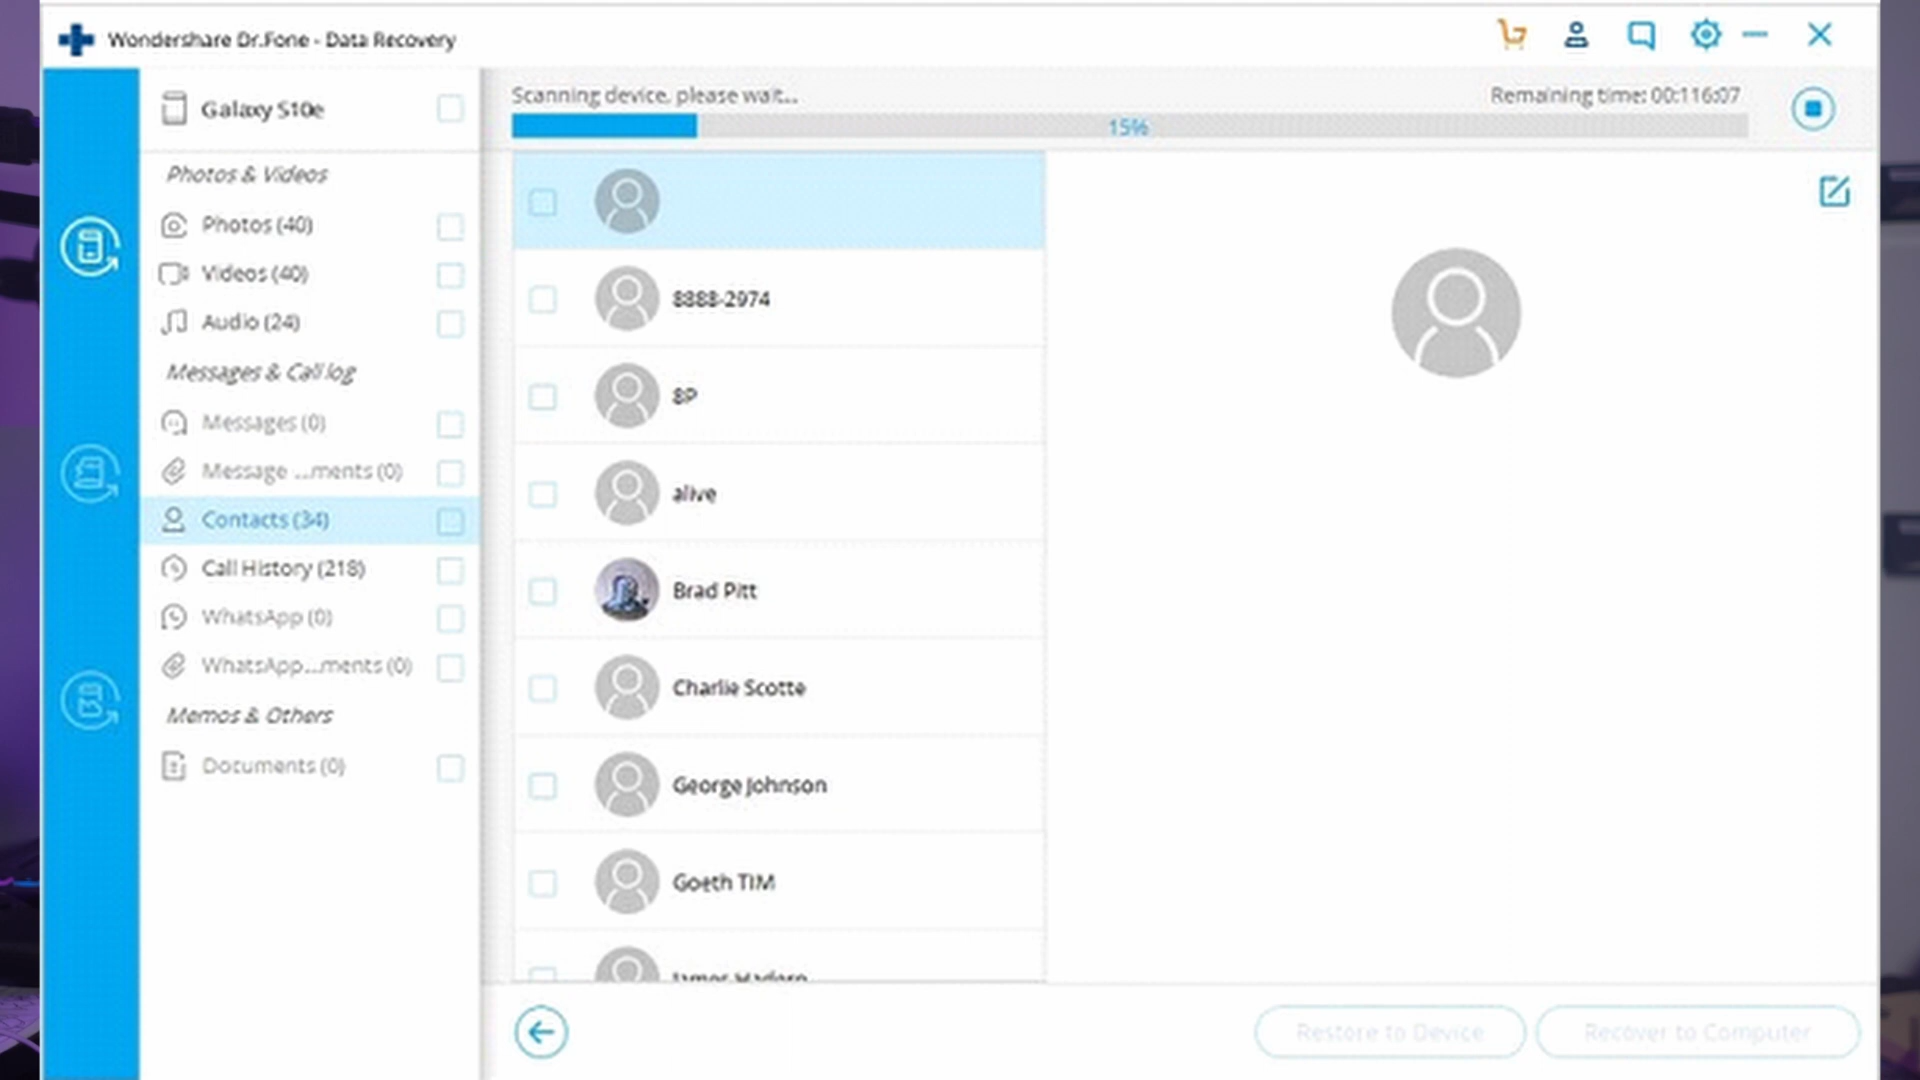 Wondershare Dr.Fone - Data Recovery
Galaxy S10e
Scanning device, please wait...
Remaining time: 00:116:07
15%
Photos & Videos
Photos (40)
Videos (40)
Audio (24)
Messages & Call log
Messages (0)
Message ...ments (0)
Contacts (34)
Call History (218)
WhatsApp (0)
WhatsApp...ments (0)
Memos & Others
Documents (0)
8888-2974
8P
alive
Brad Pitt
Charlie Scotte
George Johnson
Goeth TIM
James
Restore to Device
Recover to Computer